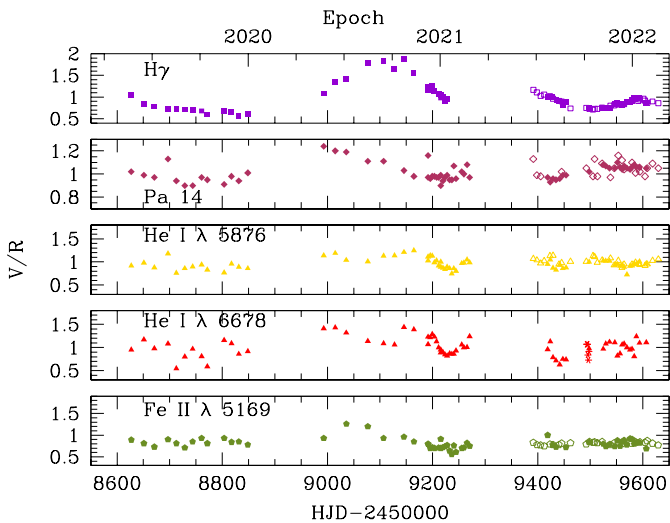 Epoch
2020 2021 2022
2
1.5
1
0.5
Hγ
1.2
1
0.8
Pa 14
1.5
1
0.5
He I λ 5876
1.5
1
0.5
He I λ 6678
1.5
1
0.5
Fe II λ 5169
V/R
8600 8800 9000 9200 9400 9600
HJD−2450000